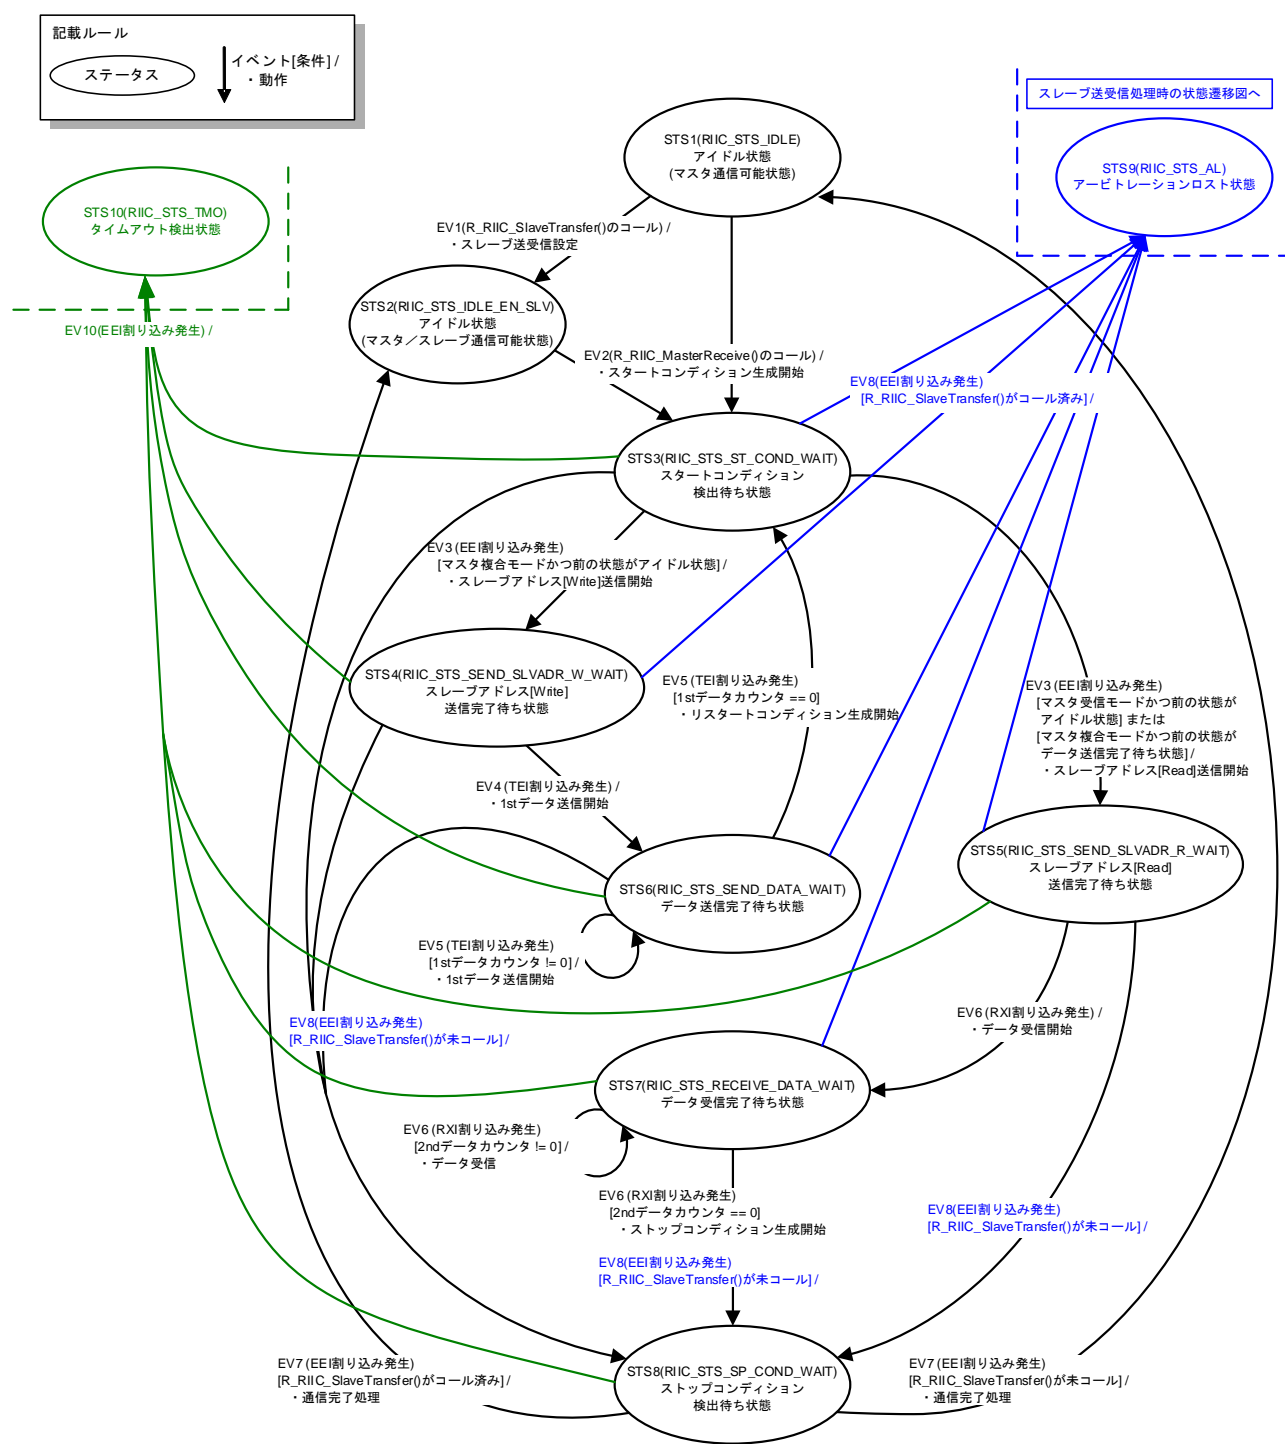 記載ルール
ステータス
イベント[条件] /
・動作
スレーブ送受信処理時の状態遷移図へ
STS1(RIIC_STS_IDLE)
アイドル状態
(マスタ通信可能状態)
STS9(RIIC_STS_AL)
アービトレーションロスト状態
STS10(RIIC_STS_TMO)
タイムアウト検出状態
EV1(R_RIIC_SlaveTransfer()のコール) /
・スレーブ送受信設定
STS2(RIIC_STS_IDLE_EN_SLV)
アイドル状態
(マスタ／スレーブ通信可能状態)
EV10(EEI割り込み発生) /
EV2(R_RIIC_MasterReceive()のコール) /
・スタートコンディション生成開始
EV8(EEI割り込み発生)
[R_RIIC_SlaveTransfer()がコール済み] /
STS3(RIIC_STS_ST_COND_WAIT)
スタートコンディション
検出待ち状態
EV3 (EEI割り込み発生)
[マスタ複合モードかつ前の状態がアイドル状態] /
・スレーブアドレス[Write]送信開始
STS4(RIIC_STS_SEND_SLVADR_W_WAIT)
スレーブアドレス[Write]
送信完了待ち状態
EV5 (TEI割り込み発生)
[1stデータカウンタ == 0]
・リスタートコンディション生成開始
EV3 (EEI割り込み発生)
[マスタ受信モードかつ前の状態が
アイドル状態] または
[マスタ複合モードかつ前の状態が
データ送信完了待ち状態] /
・スレーブアドレス[Read]送信開始
EV4 (TEI割り込み発生) /
・1stデータ送信開始
STS5(RIIC_STS_SEND_SLVADR_R_WAIT)
スレーブアドレス[Read]
送信完了待ち状態
STS6(RIIC_STS_SEND_DATA_WAIT)
データ送信完了待ち状態
EV5 (TEI割り込み発生)
[1stデータカウンタ != 0] /
・1stデータ送信開始
EV8(EEI割り込み発生)
[R_RIIC_SlaveTransfer()が未コール] /
EV6 (RXI割り込み発生) /
・データ受信開始
STS7(RIIC_STS_RECEIVE_DATA_WAIT)
データ受信完了待ち状態
EV6 (RXI割り込み発生)
[2ndデータカウンタ != 0] /
・データ受信
EV6 (RXI割り込み発生)
[2ndデータカウンタ == 0]
・ストップコンディション生成開始
EV8(EEI割り込み発生)
[R_RIIC_SlaveTransfer()が未コール] /
EV8(EEI割り込み発生)
[R_RIIC_SlaveTransfer()が未コール] /
EV7 (EEI割り込み発生)
[R_RIIC_SlaveTransfer()がコール済み] /
・通信完了処理
STS8(RIIC_STS_SP_COND_WAIT)
ストップコンディション
検出待ち状態
EV7 (EEI割り込み発生)
[R_RIIC_SlaveTransfer()が未コール] /
・通信完了処理